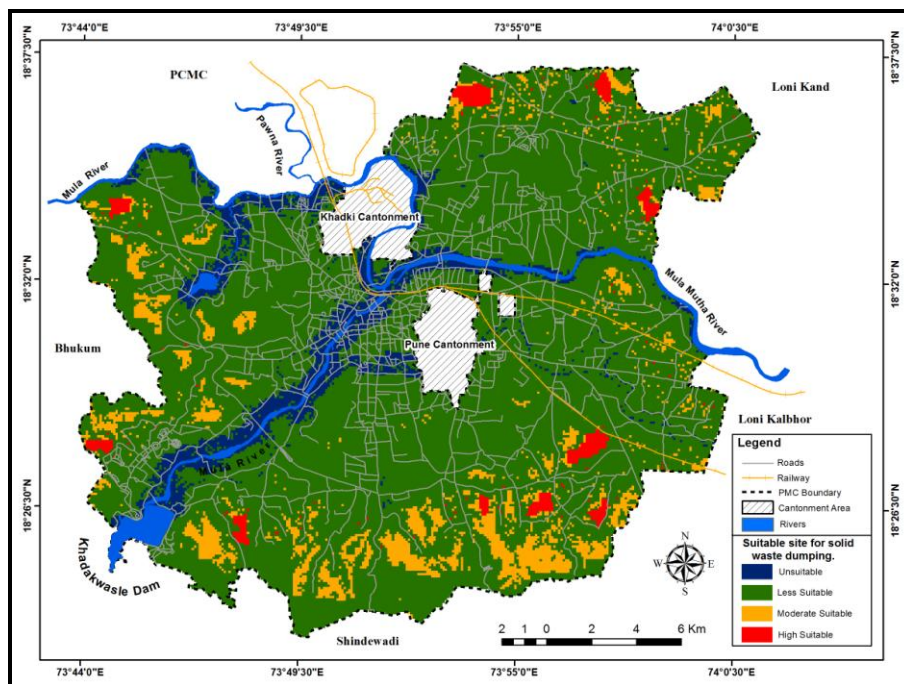 73°44'0"E
73°49'30"E
73°55'0"E
74°0'30"E
18°37'30"N
18°37'30"N
PCMC
Loni Kand
Pawna River
Mula River
Khadki Cantonment
18°32'0"N
18°32'0"N
Mula Mutha River
Bhukum
Pune Cantonment
Loni Kalbhor
Mula River
18°26'30"N
18°26'30"N
Khadakwasle Dam
Shindewadi
Legend
Roads
Railway
PMC Boundary
Cantonment Area
Rivers
Suitable site for solid
waste dumping.
Unsuitable
Less Suitable
Moderate Suitable
High Suitable
N
W
E
S
2 1 0 2 4 6 Km
73°44'0"E
73°49'30"E
73°55'0"E
74°0'30"E